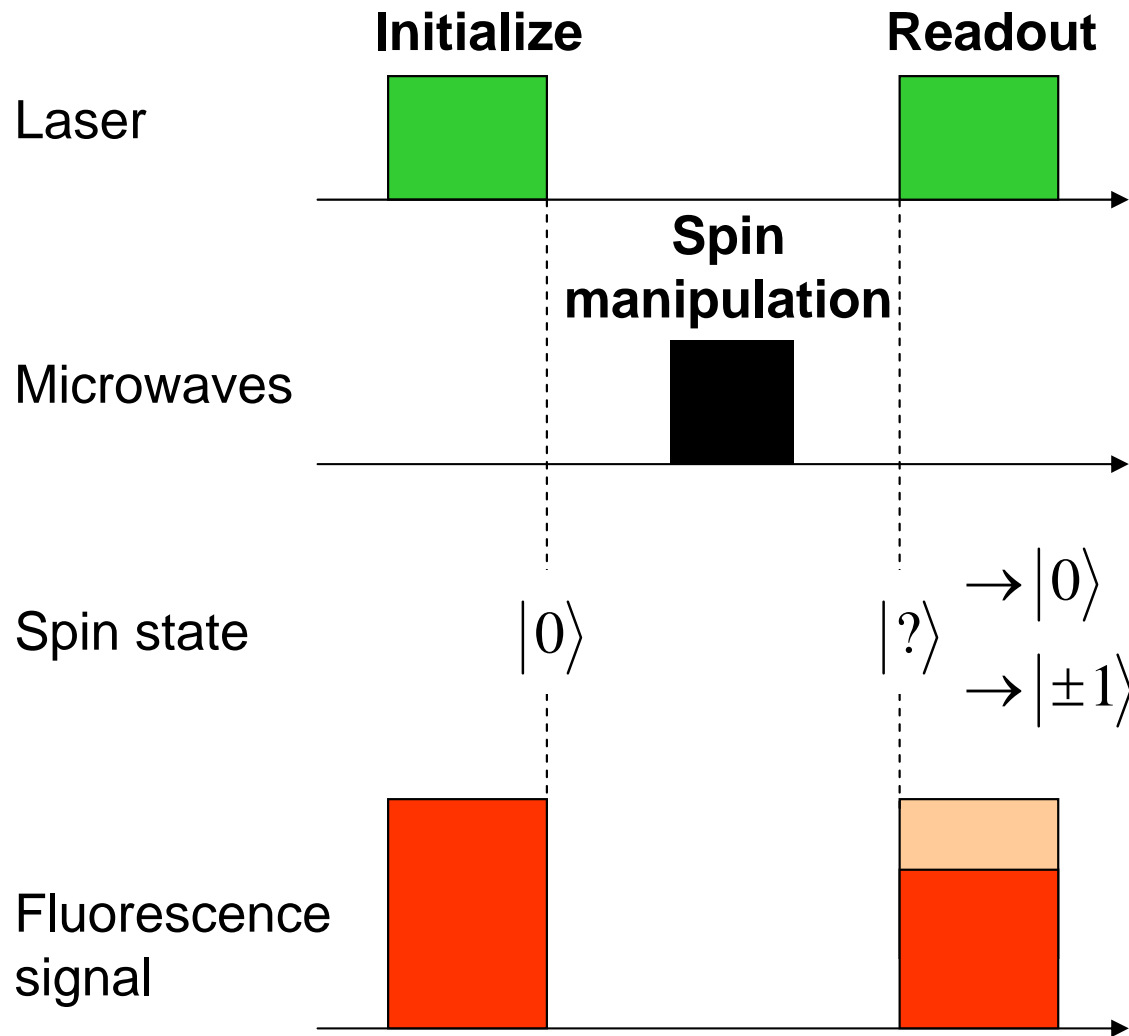 Initialize Readout
Laser
Spin
manipulation
Microwaves
→|0⟩
Spin state |0⟩ |?⟩
→|±1⟩
Fluorescence
signal